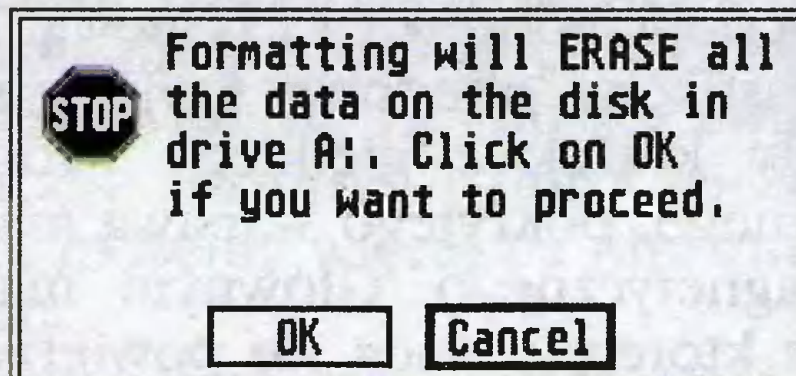 Formatting will ERASE all
STOP the data on the disk in
drive A:. Click on OK
if you want to proceed.
OK Cancel